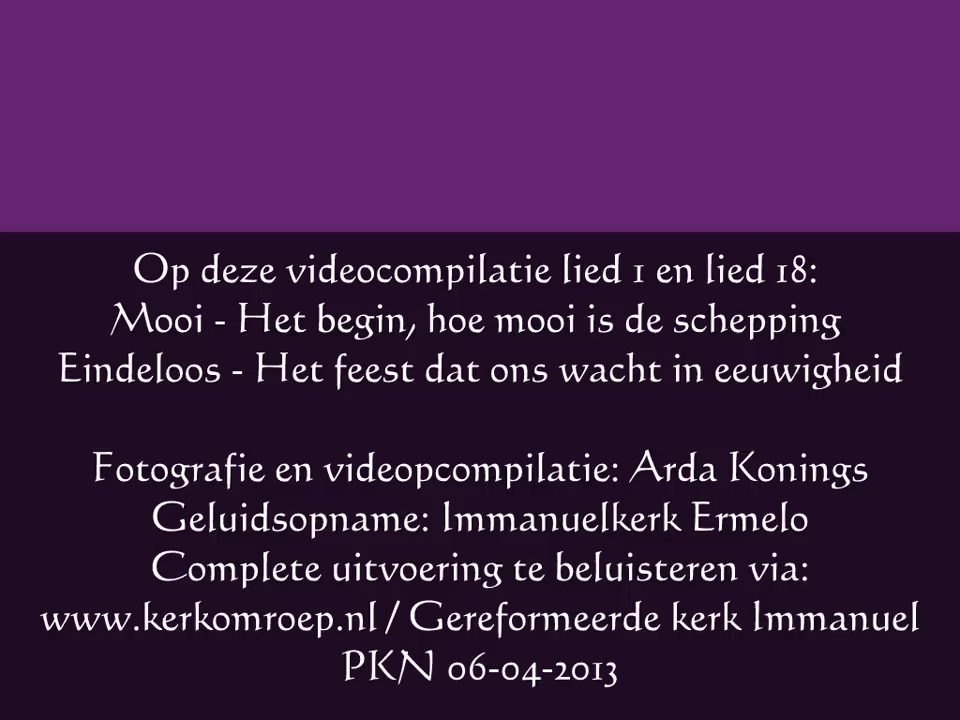 Op deze videocompilatie lied 1 en lied 18:
Mooi - Het begin, hoe mooi is de schepping
Eindeloos - Het feest dat ons wacht in eeuwigheid
Fotografie en videopcompilatie: Arda Konings
Geluidsopname: Immanuelkerk Ermelo
Complete uitvoering te beluisteren via:
www.kerkomroep.nl / Gereformeerde kerk Immanuel
PKN 06-04-2013